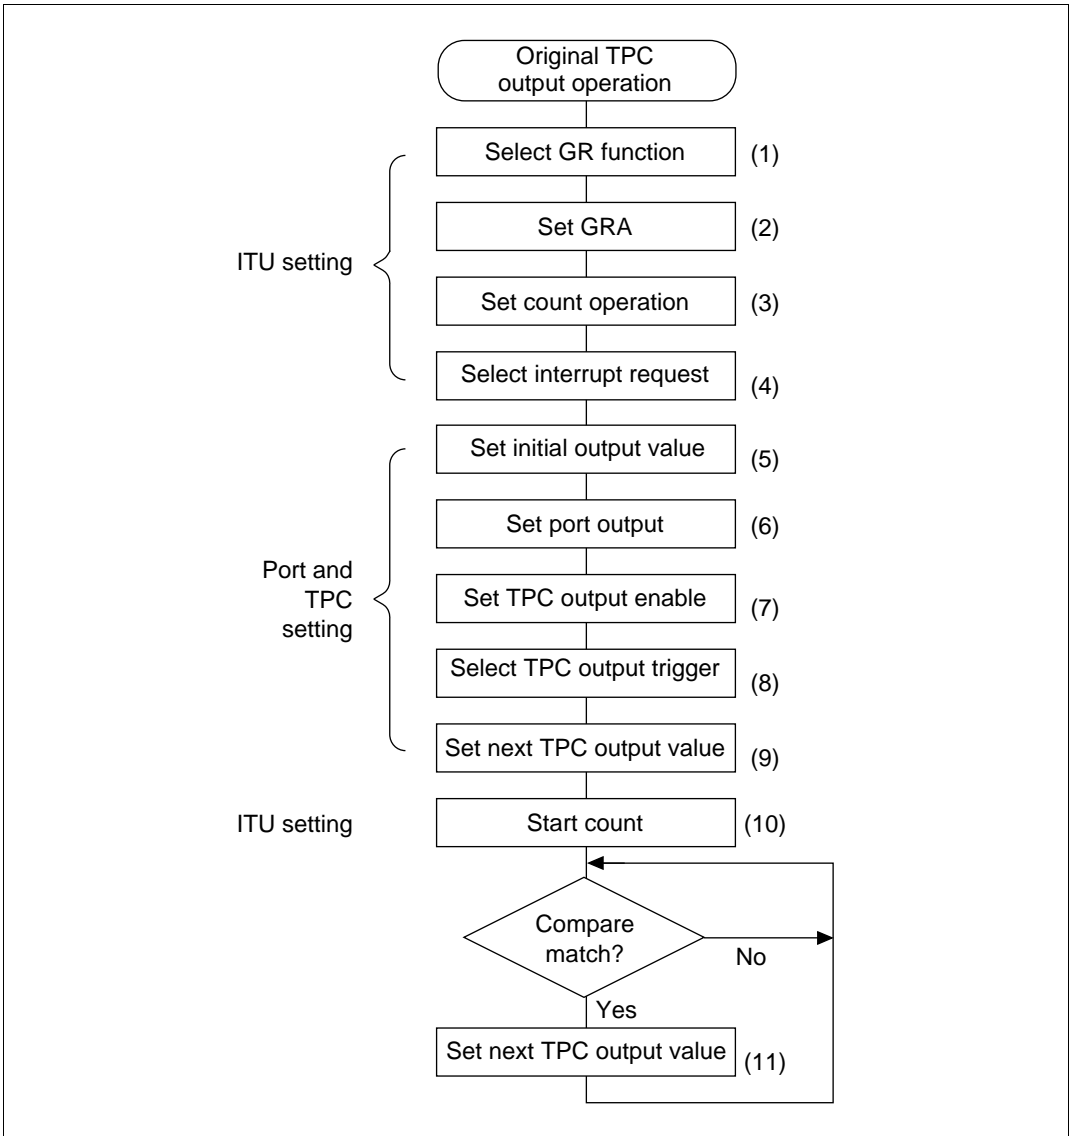 Original TPC
output operation
Select GR function (1)
Set GRA (2)
ITU setting
Set count operation (3)
Select interrupt request (4)
Set initial output value (5)
Set port output (6)
Port and
TPC
setting
Set TPC output enable (7)
Select TPC output trigger (8)
Set next TPC output value (9)
ITU setting
Start count (10)
Compare
match?
No
Yes
Set next TPC output value (11)